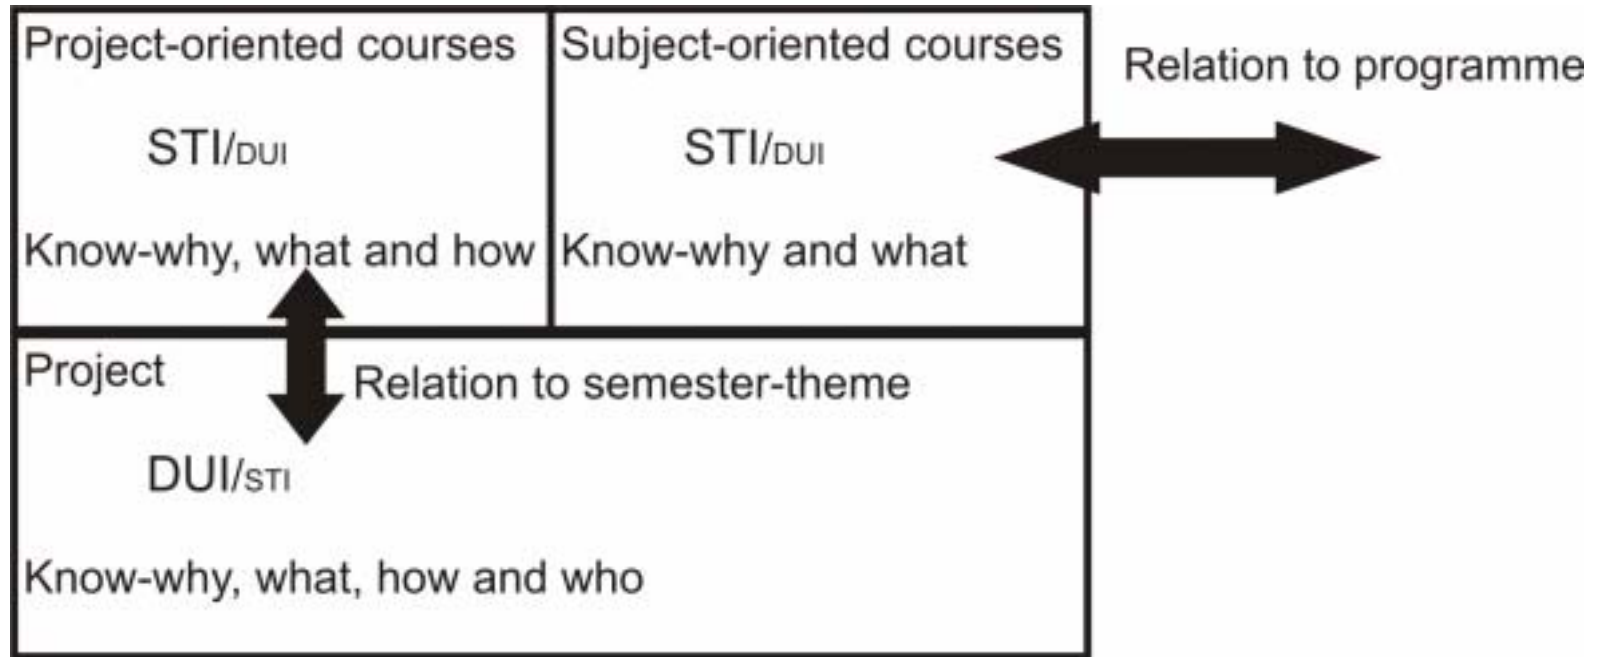 Project-oriented courses
STI/DUI
Know-why, what and how
Subject-oriented courses
STI/DUI
Know-why and what
Relation to programme
Project
Relation to semester-theme
DUI/STI
Know-why, what, how and who